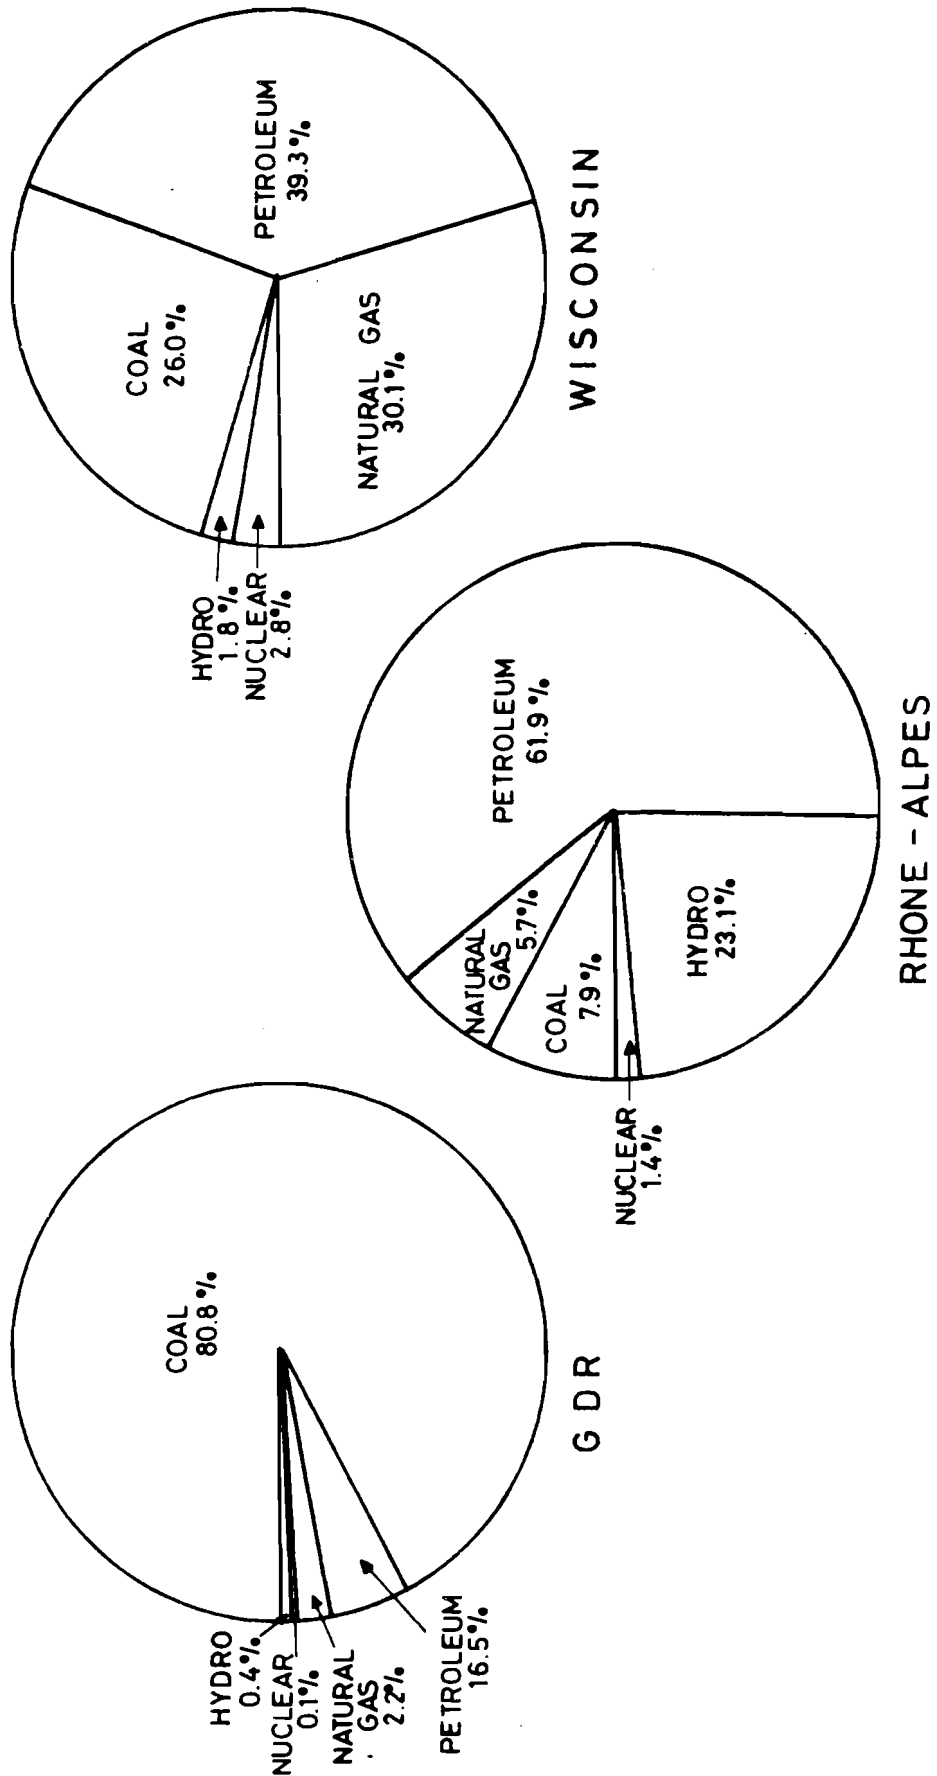 COAL
80.8%
HYDRO
0.4%
NUCLEAR
0.1%
NATURAL
GAS
2.2%
PETROLEUM
16.5%
GDR
PETROLEUM
61.9%
NATURAL
GAS 5.7%
COAL
7.9%
NUCLEAR
1.4%
HYDRO
23.1%
RHONE - ALPES
COAL
26.0%
PETROLEUM
39.3%
HYDRO
1.8%
NUCLEAR
2.8%
NATURAL GAS
30.1%
WISCONSIN